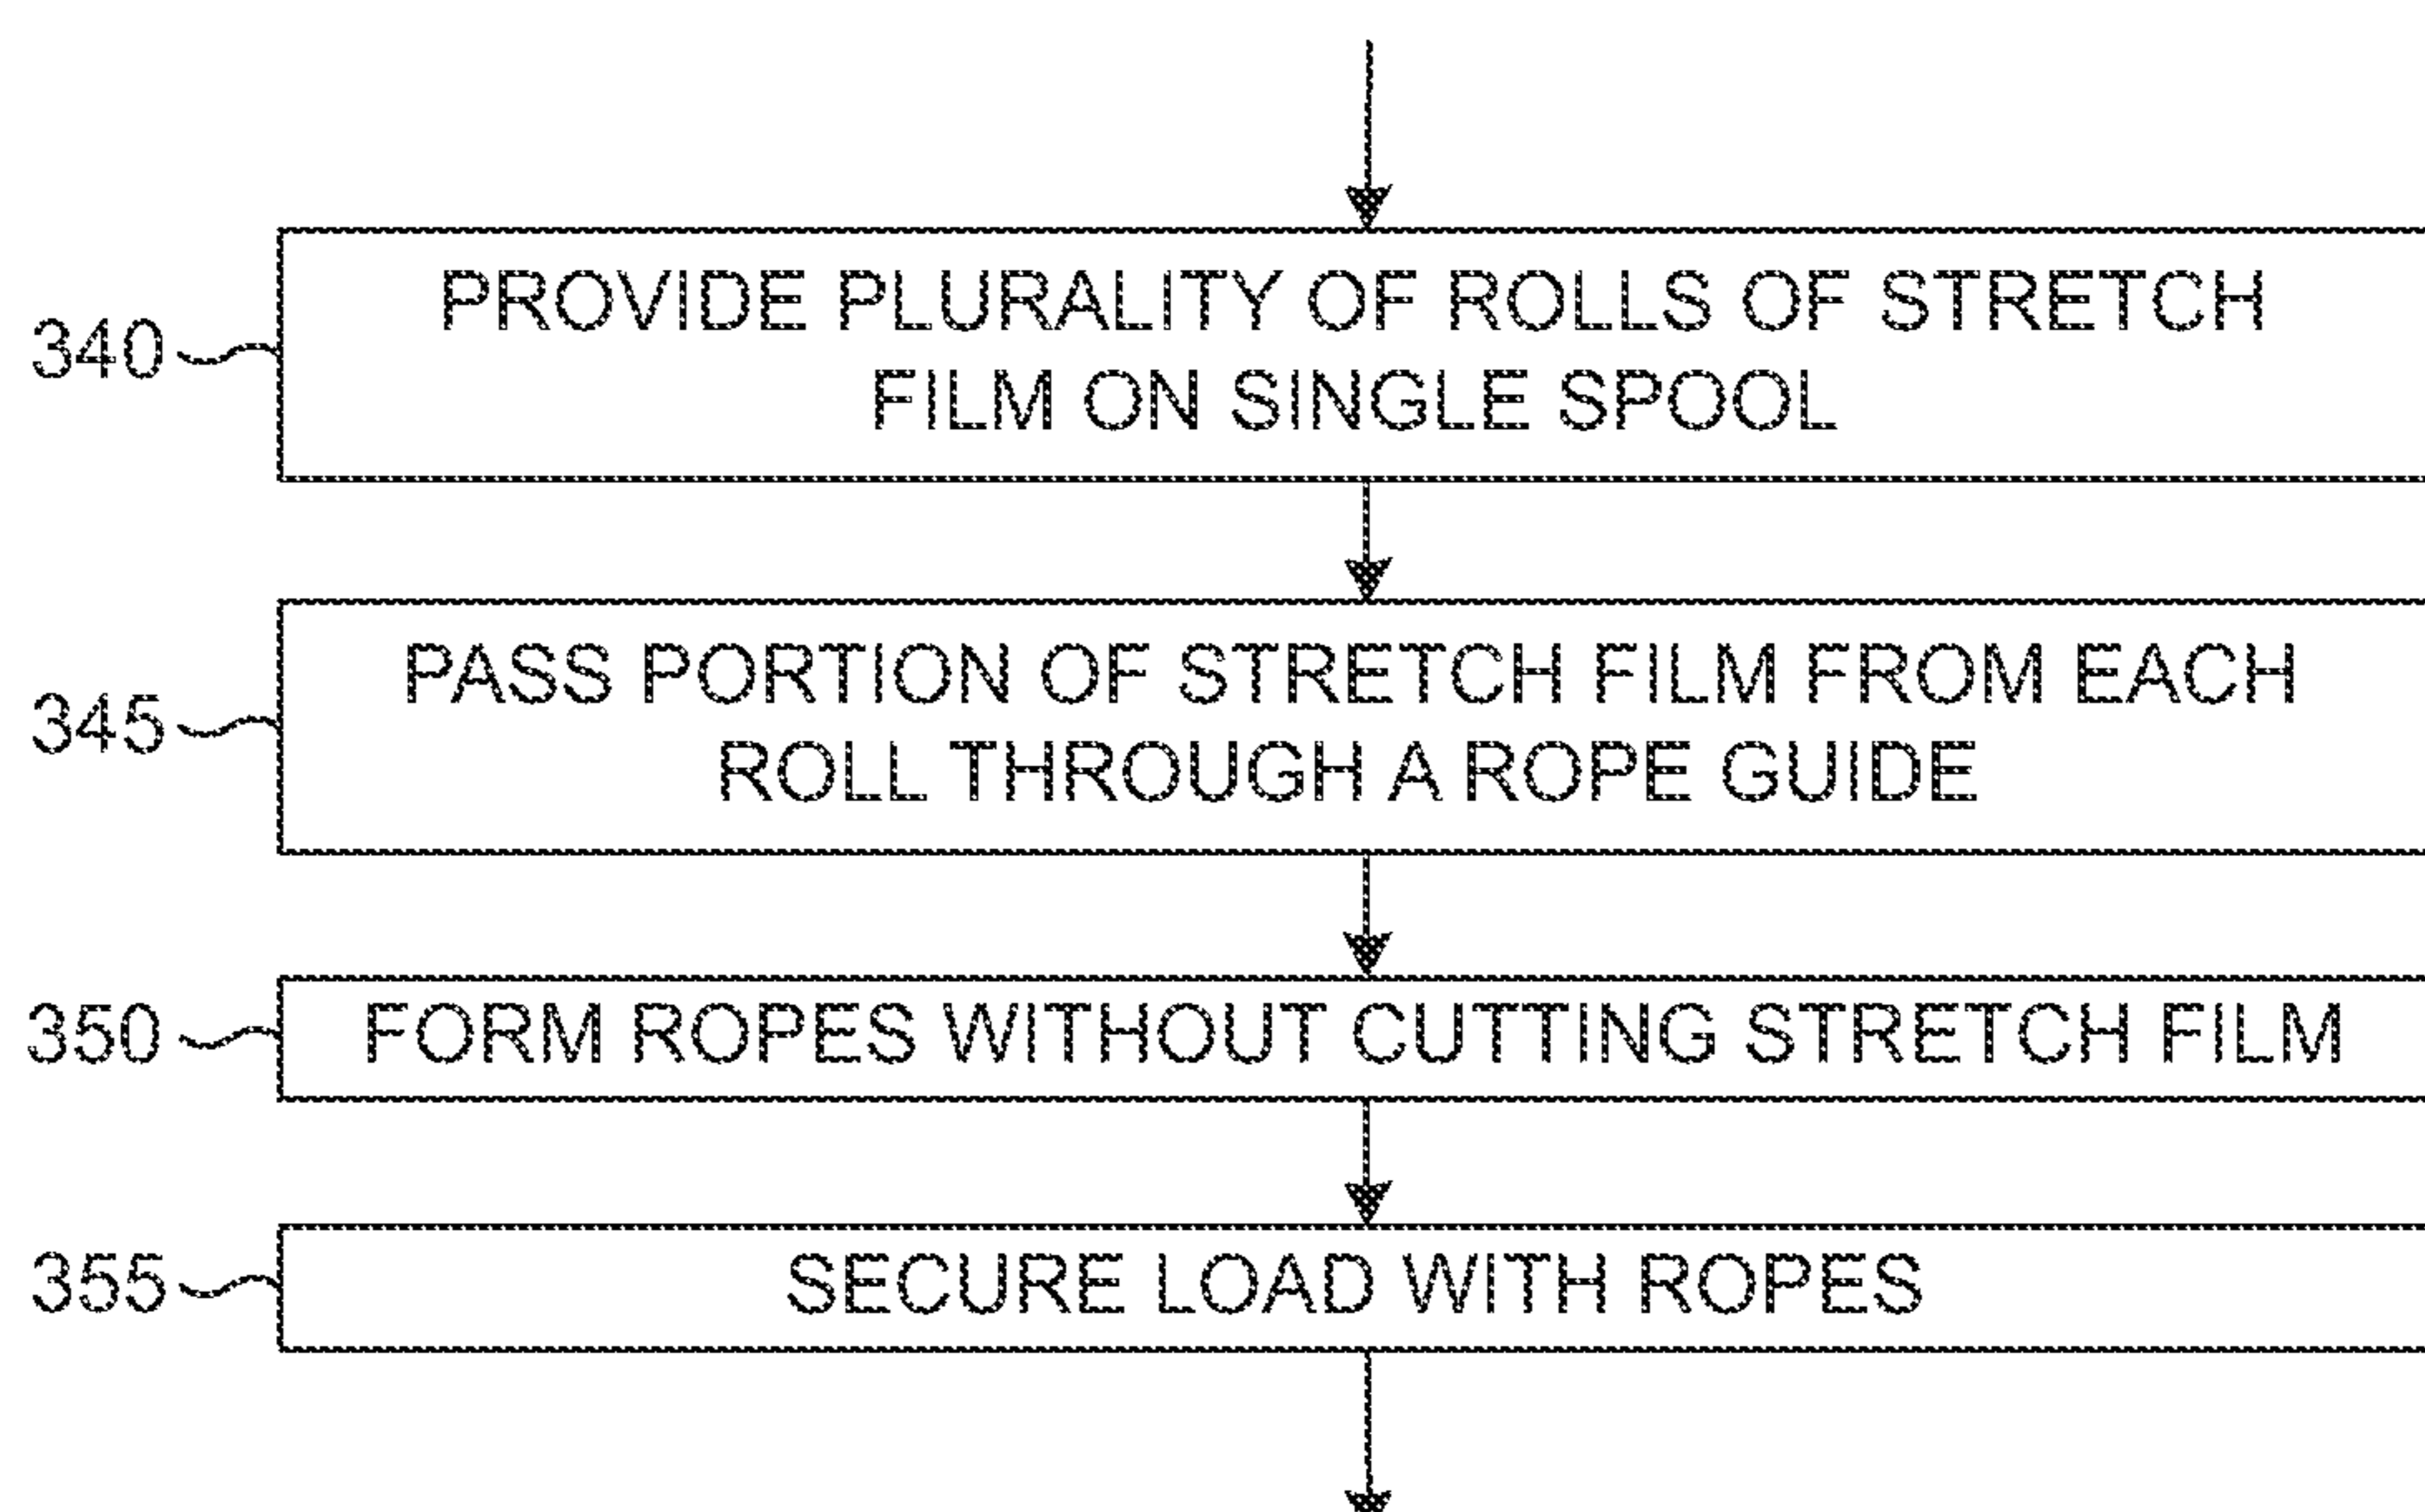 PROVIDE PLURALITY OF ROLLS OF STRETCH
340
FILM ON SINGLE SPOOL
PASS PORTION OF STRETCH FILM FROM EACH
345
ROLL THROUGH A ROPE GUIDE
350 FORM ROPES WITHOUT CUTTING STRETCH FILM
355 SECURE LOAD WITH ROPES